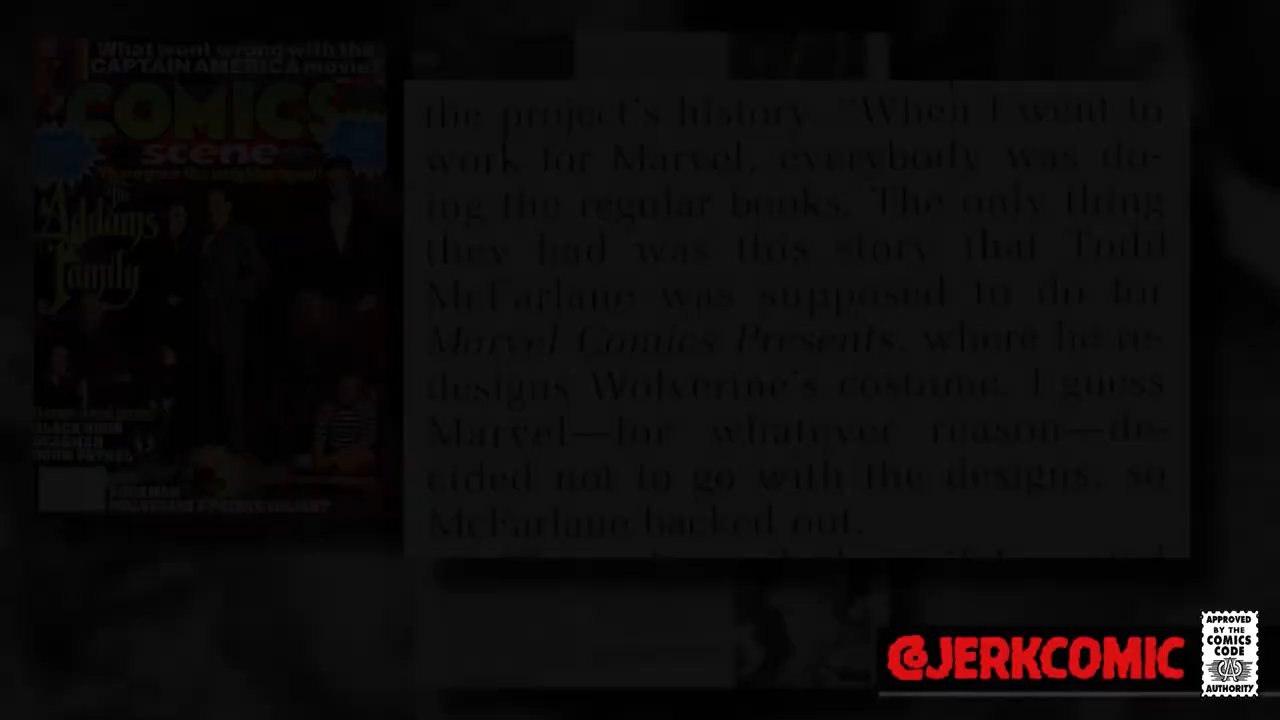 What went wrong with the
CAPTAIN AMERICA movie?
COMICS
scene
The
Addams
Family
the project's history. "When I went to
work for Marvel, everybody was do-
ing the regular books. The only thing
they had was this story that Todd
McFarlane was supposed to do for
Marvel Comics Presents, where he re-
designs Wolverine's costume. I guess
Marvel—for whatever reason—de-
cided not to go with the designs, so
McFarlane backed out.
@JERKCOMIC
APPROVED
BY THE
COMICS
CODE
CA
AUTHORITY